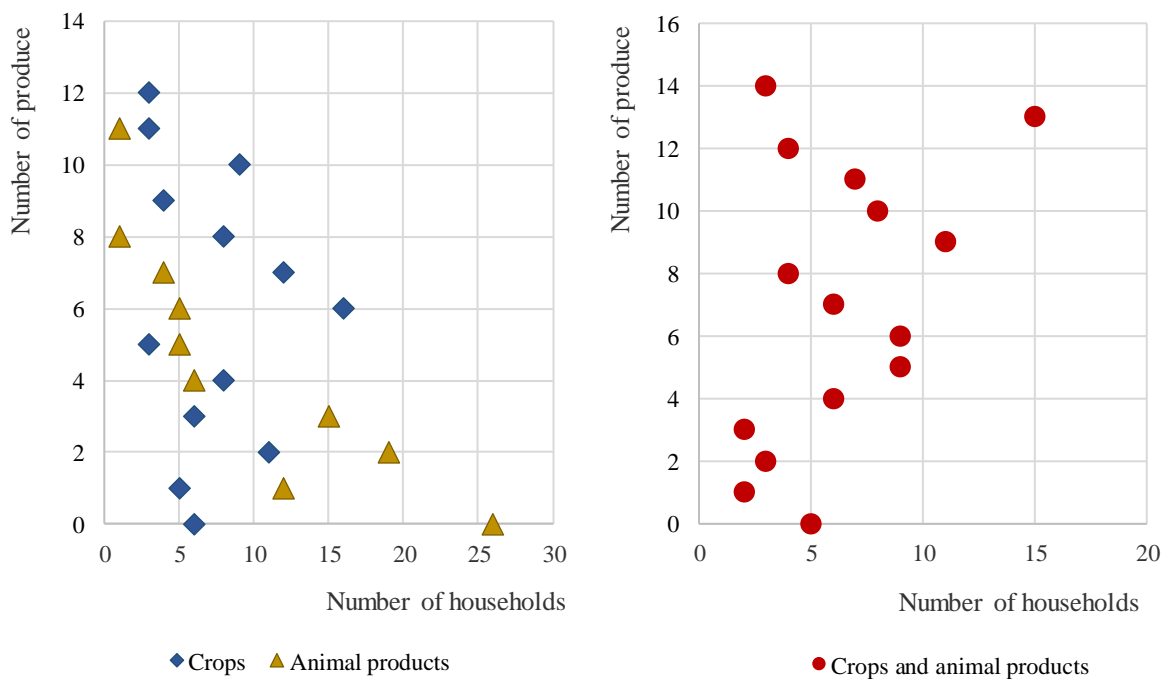 14
12
10
8
6
4
2
0
Number of produce
0 5 10 15 20 25 30
Number of households
Crops Animal products
16
14
12
10
8
6
4
2
0
Number of produce
0 5 10 15 20
Number of households
Crops and animal products